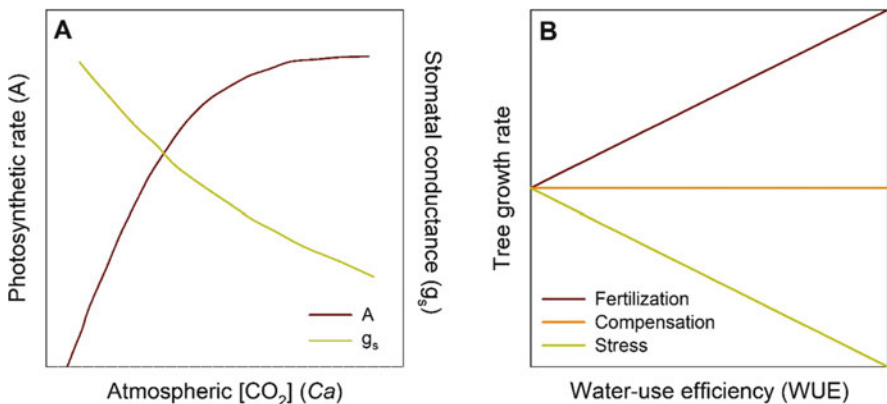 A
Photosynthetic rate (A)
Stomatal conductance (gₛ)
A
gₛ
Atmospheric [CO₂] (Ca)
B
Tree growth rate
Fertilization
Compensation
Stress
Water-use efficiency (WUE)